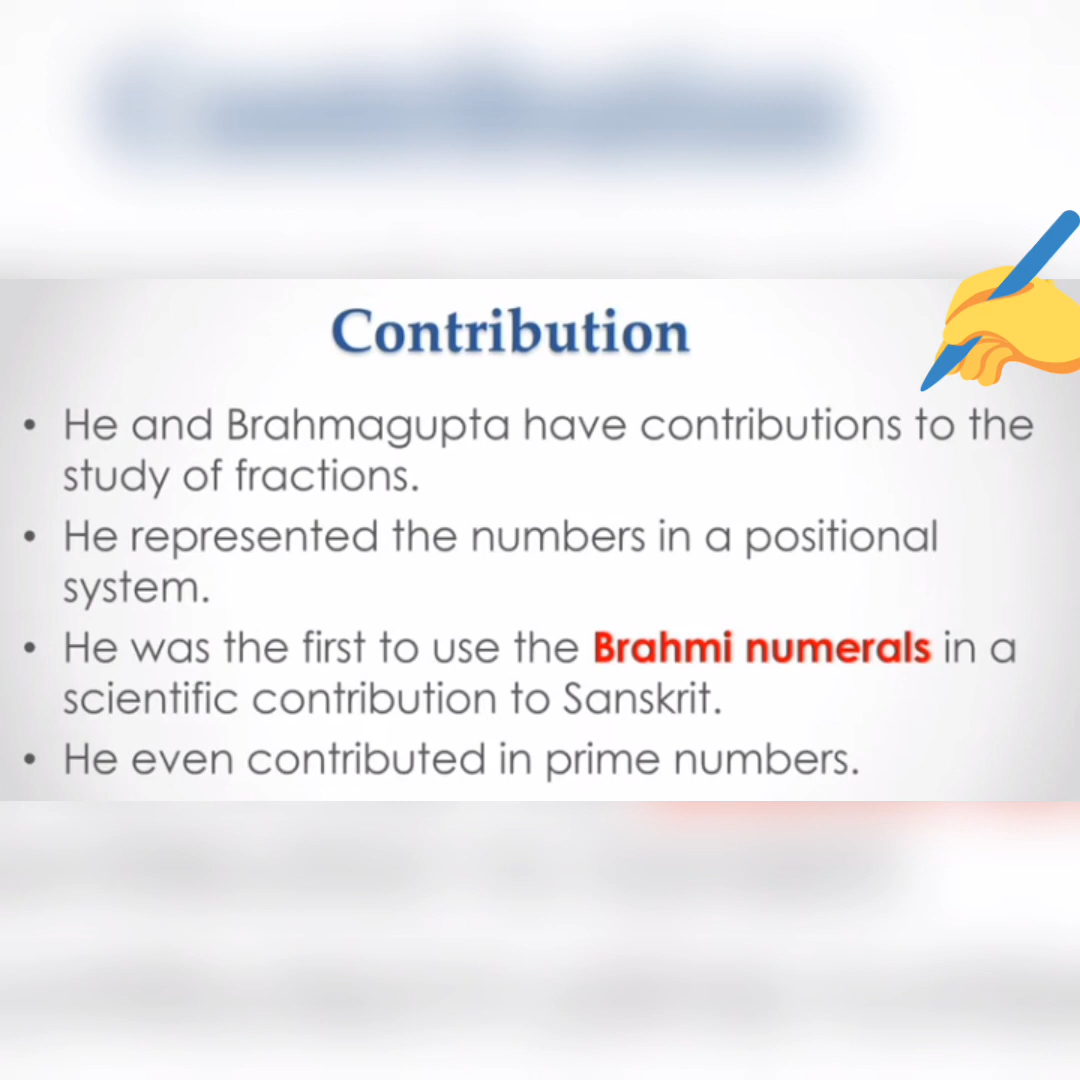 Contribution
• He and Brahmagupta have contributions to the
study of fractions.
• He represented the numbers in a positional
system.
• He was the first to use the Brahmi numerals in a
scientific contribution to Sanskrit.
• He even contributed in prime numbers.